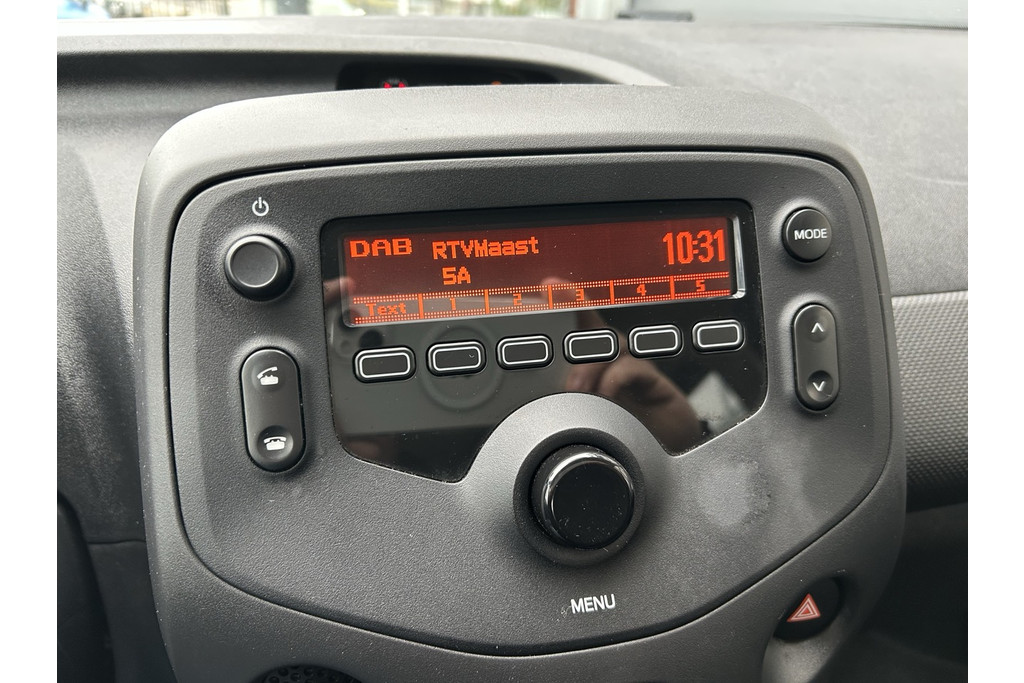 DAB RTVMaast 10:31
5A
Text 1 2 3 4 5
MODE
MENU